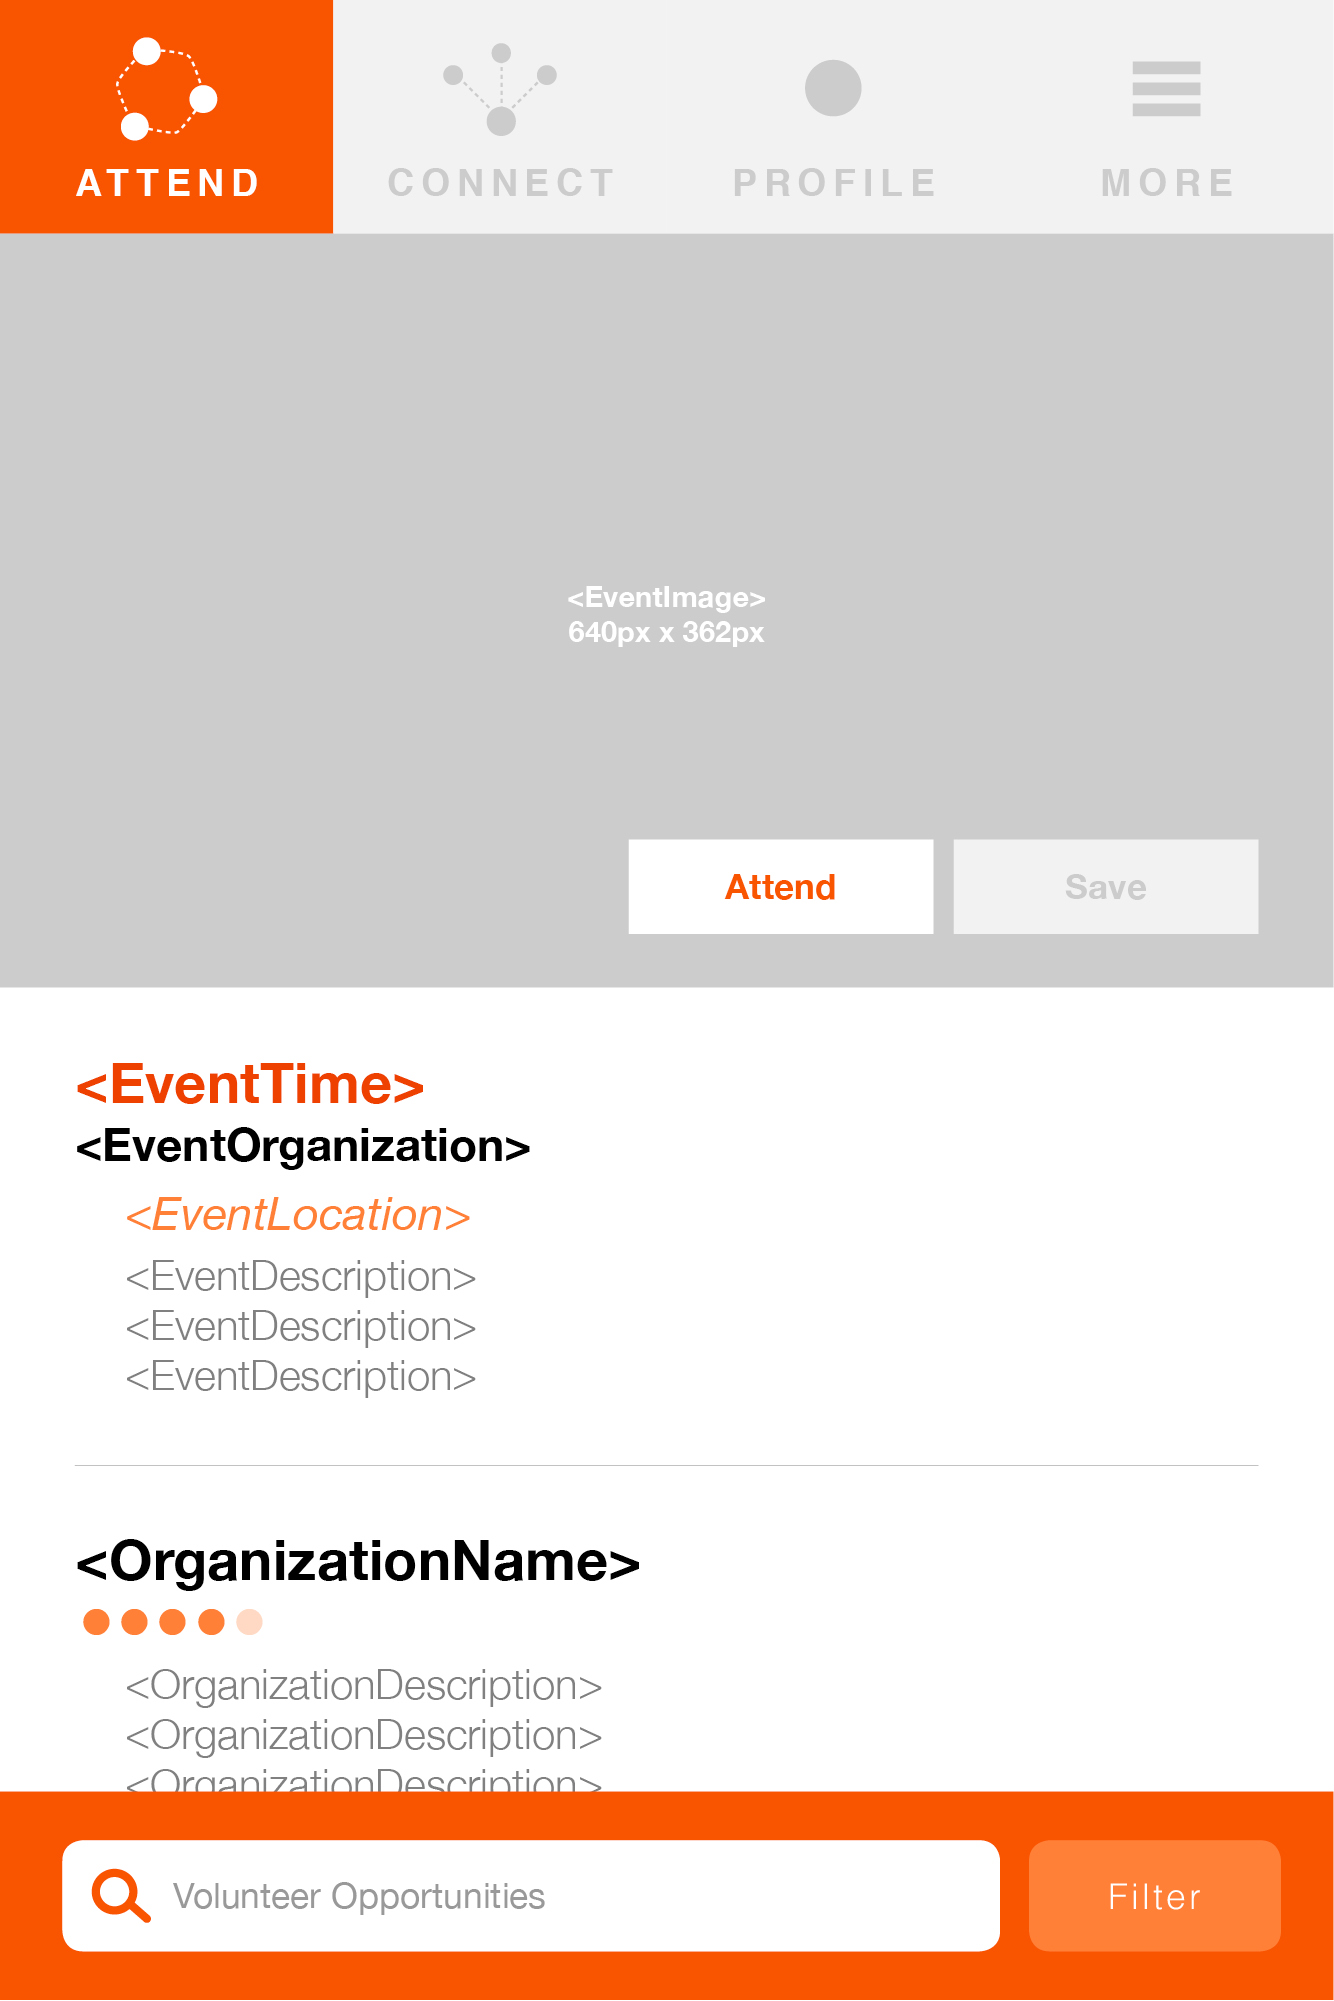 ATTEND CONNECT PROFILE MORE
<EventImage>
640px x 362px
Attend Save
<EventTime>
<EventOrganization>
<EventLocation>
<EventDescription>
<EventDescription>
<EventDescription>
<OrganizationName>
<OrganizationDescription>
<OrganizationDescription>
<OrganizationDescription>
Volunteer Opportunities Filter